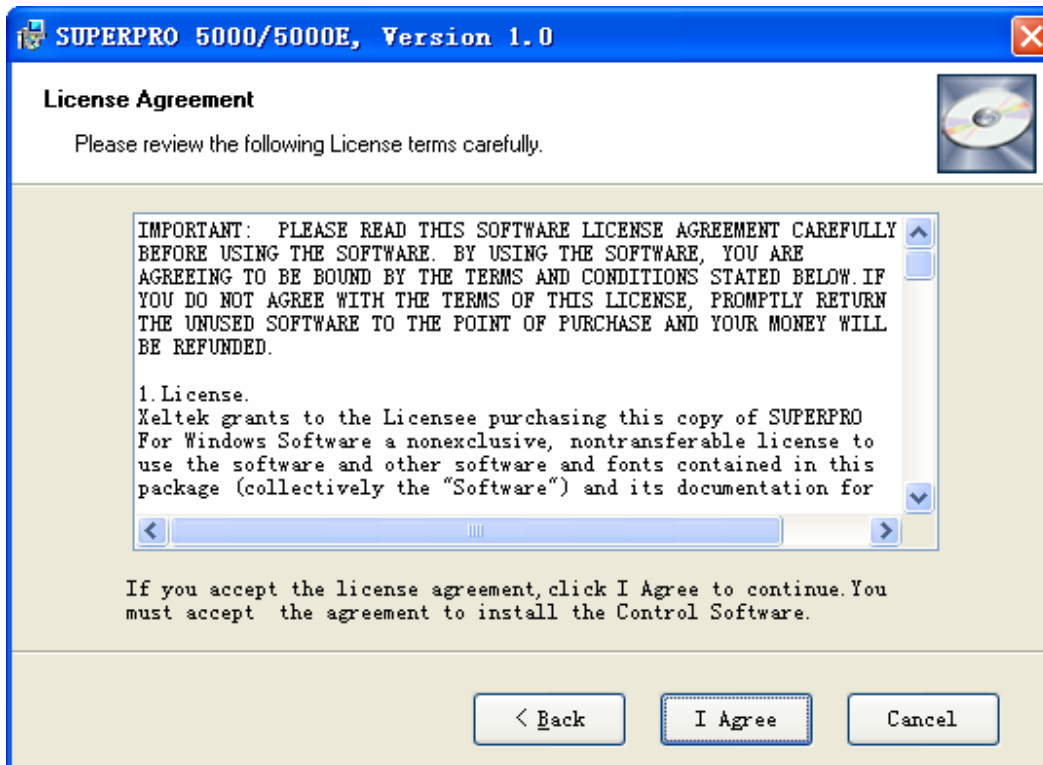 SUPERPRO 5000/5000E, Version 1.0
License Agreement
Please review the following License terms carefully.
IMPORTANT:  PLEASE READ THIS SOFTWARE LICENSE AGREEMENT CAREFULLY
BEFORE USING THE SOFTWARE. BY USING THE SOFTWARE, YOU ARE
AGREEING TO BE BOUND BY THE TERMS AND CONDITIONS STATED BELOW.IF
YOU DO NOT AGREE WITH THE TERMS OF THIS LICENSE, PROMPTLY RETURN
THE UNUSED SOFTWARE TO THE POINT OF PURCHASE AND YOUR MONEY WILL
BE REFUNDED.
1.License.
Xeltek grants to the Licensee purchasing this copy of SUPERPRO
For Windows Software a nonexclusive, nontransferable license to
use the software and other software and fonts contained in this
package (collectively the "Software") and its documentation for
If you accept the license agreement,click I Agree to continue.You
must accept  the agreement to install the Control Software.
< Back
I Agree
Cancel